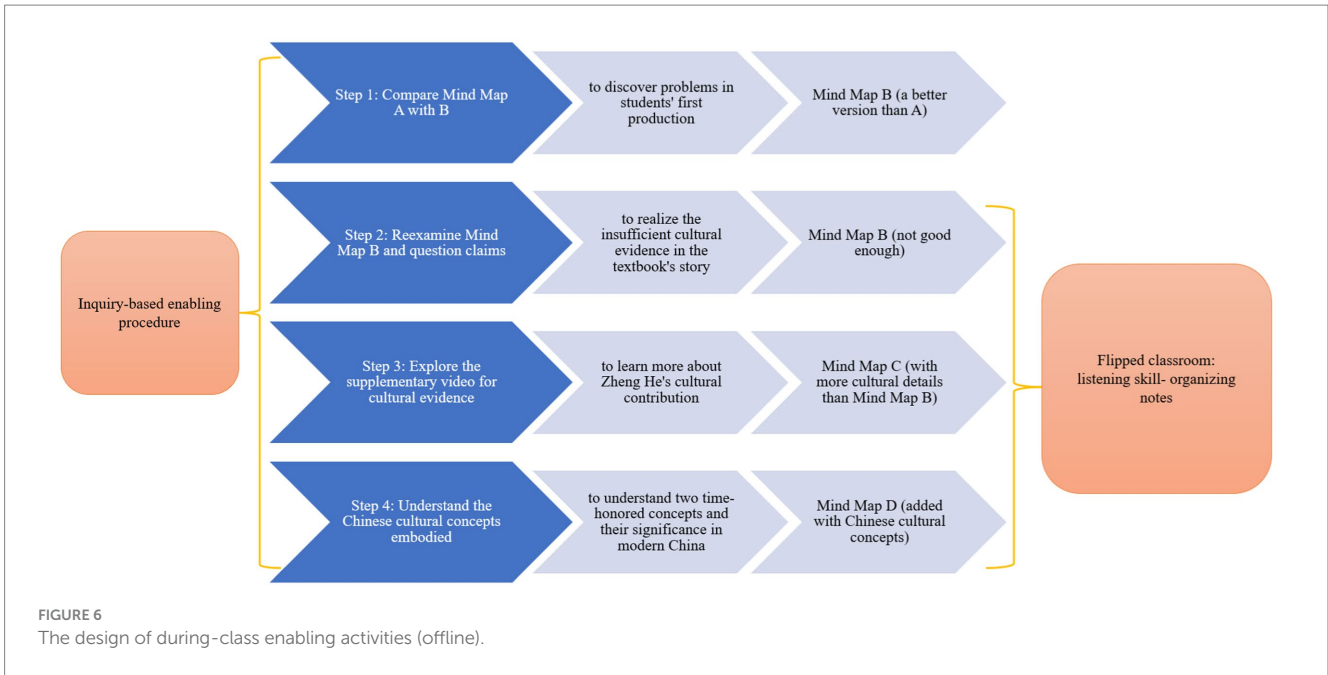 Inquiry-based enabling
procedure
Step 1: Compare Mind Map
A with B
to discover problems in
students' first
production
Mind Map B (a better
version than A)
Step 2: Reexamine Mind
Map B and question claims
to realize the
insufficient cultural
evidence in the
textbook's story
Mind Map B (not good
enough)
Step 3: Explore the
supplementary video for
cultural evidence
to learn more about
Zheng He's cultural
contribution
Mind Map C (with
more cultural details
than Mind Map B)
Step 4: Understand the
Chinese cultural concepts
embodied
to understand two time-
honored concepts and
their significance in
modern China
Mind Map D (added
with Chinese cultural
concepts)
Flipped classroom:
listening skill- organizing
notes
FIGURE 6
The design of during-class enabling activities (offline).